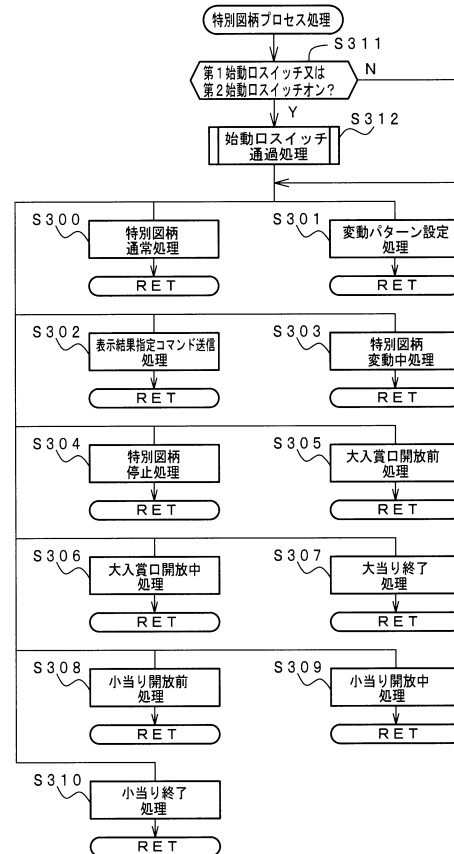 特別図柄プロセス処理
S311
第1始動口スイッチ又は
第2始動口スイッチオン?
N
Y
S312
始動口スイッチ
通過処理
S300
特別図柄
通常処理
RET
S301
変動パターン設定
処理
RET
S302
表示結果指定コマンド送信
処理
RET
S303
特別図柄
変動中処理
RET
S304
特別図柄
停止処理
RET
S305
大入賞口開放前
処理
RET
S306
大入賞口開放中
処理
RET
S307
大当り終了
処理
RET
S308
小当り開放前
処理
RET
S309
小当り開放中
処理
RET
S310
小当り終了
処理
RET